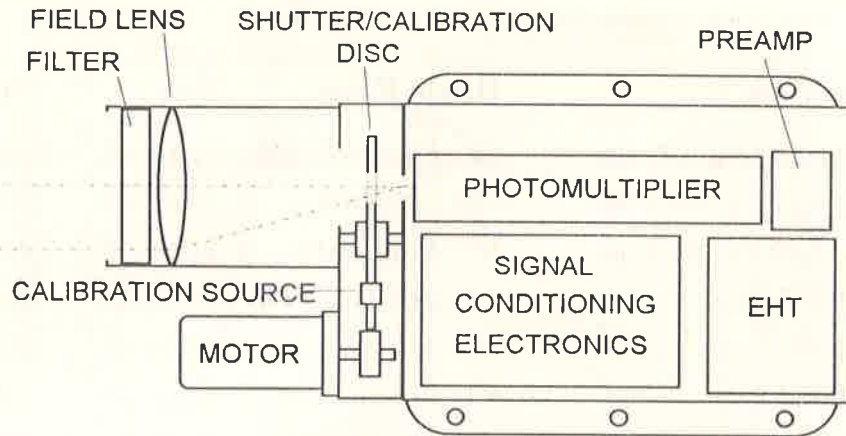 FIELD LENS
FILTER
SHUTTER/CALIBRATION
DISC
PREAMP
PHOTOMULTIPLIER
CALIBRATION SOURCE
SIGNAL
CONDITIONING
ELECTRONICS
EHT
MOTOR